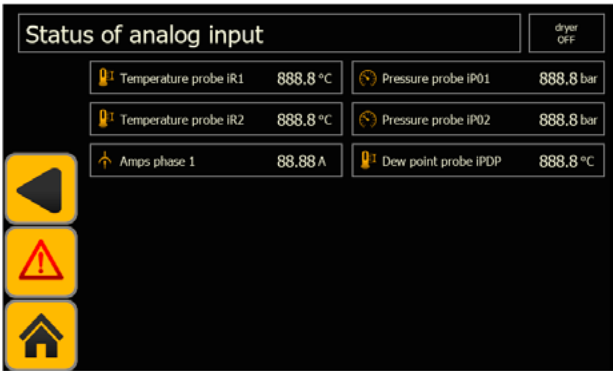 Status of analog input
dryer
OFF
Temperature probe iR1 888.8 °C
Pressure probe iP01 888.8 bar
Temperature probe iR2 888.8 °C
Pressure probe iP02 888.8 bar
Amps phase 1 88.88 A
Dew point probe iPDP 888.8 °C